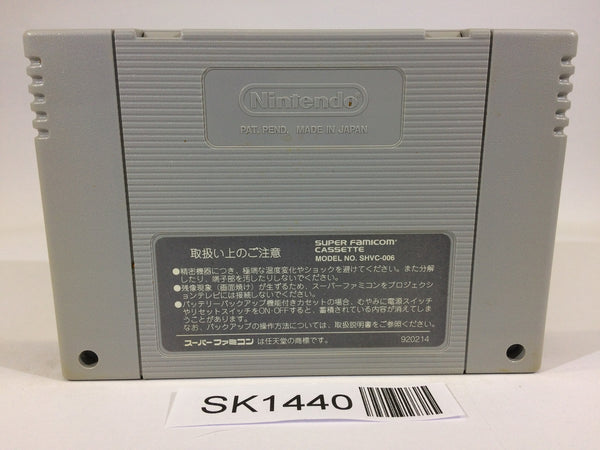 Nintendo
PAT. PEND. MADE IN JAPAN
取扱い上のご注意
SUPER FAMICOM
CASSETTE
MODEL NO. SHVC-006
●精密機器につき、極端な温度変化やショックを避けてください。また分解
したり、端子部を汚したりしないでください。
●残像現象（画面焼け）が生ずるため、スーパーファミコンをプロジェクシ
ョンテレビには接続しないでください。
●バッテリーバックアップ機能付きカセットの場合、むやみに電源スイッチ
やリセットスイッチをON・OFFすると、蓄積されている内容が消えてしま
うことがあります。
なお、バックアップの操作方法については、取扱説明書をご参照ください。
スーパーファミコン は任天堂の商標です。
920214
SK1440